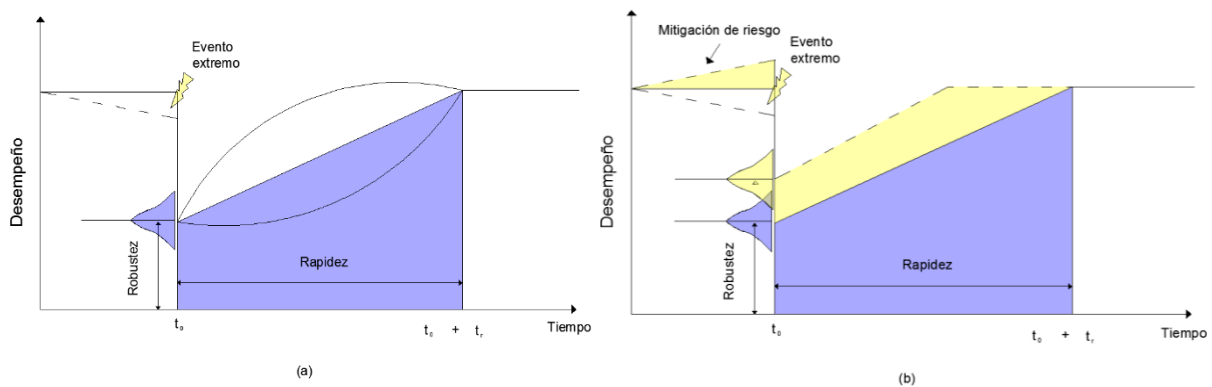 Evento
extremo
Desempeño
Robustez
Rapidez
t₀
t₀ + tᵣ
Tiempo
(a)
Mitigación de riesgo
Evento
extremo
Desempeño
Robustez
Rapidez
t₀
t₀ + tᵣ
Tiempo
(b)